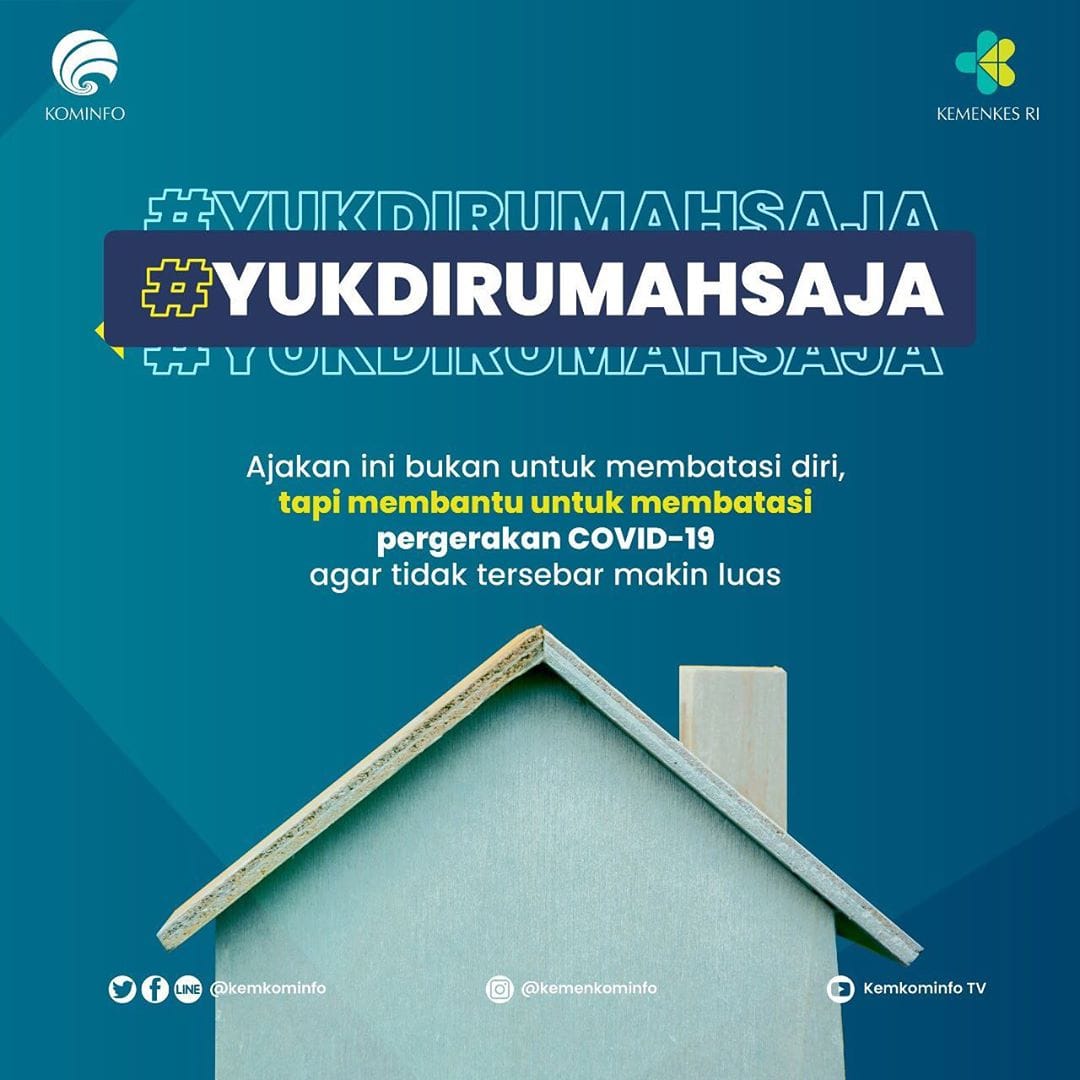 KOMINFO
KEMENKES RI
#YUKDIRUMAHSAJA
#YUKDIRUMAHSAJA
#YUKDIRUMAHSAJA
Ajakan ini bukan untuk membatasi diri,
tapi membantu untuk membatasi
pergerakan COVID-19
agar tidak tersebar makin luas
LINE @kemkominfo
@kemenkominfo
Kemkominfo TV